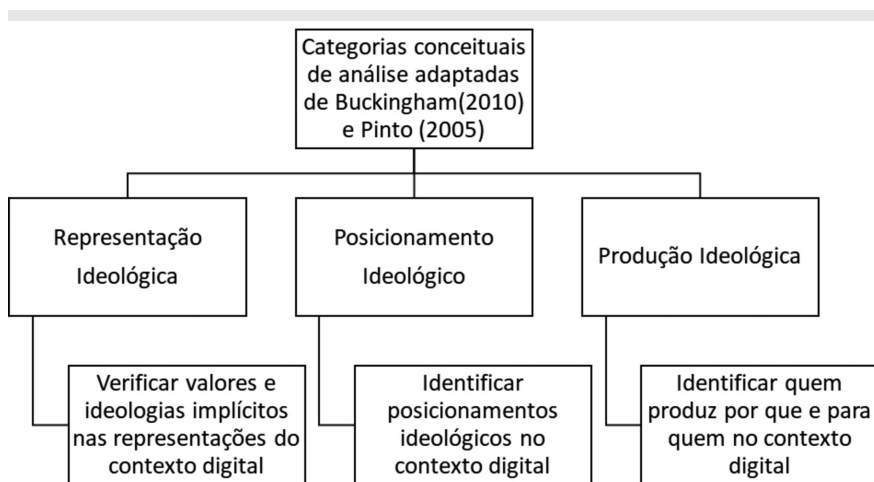 Categorias conceituais
de análise adaptadas
de Buckingham(2010)
e Pinto (2005)
Representação
Ideológica
Posicionamento
Ideológico
Produção Ideológica
Verificar valores e
ideologias implícitos
nas representações do
contexto digital
Identificar
posicionamentos
ideológicos no
contexto digital
Identificar quem
produz por que e para
quem no contexto
digital